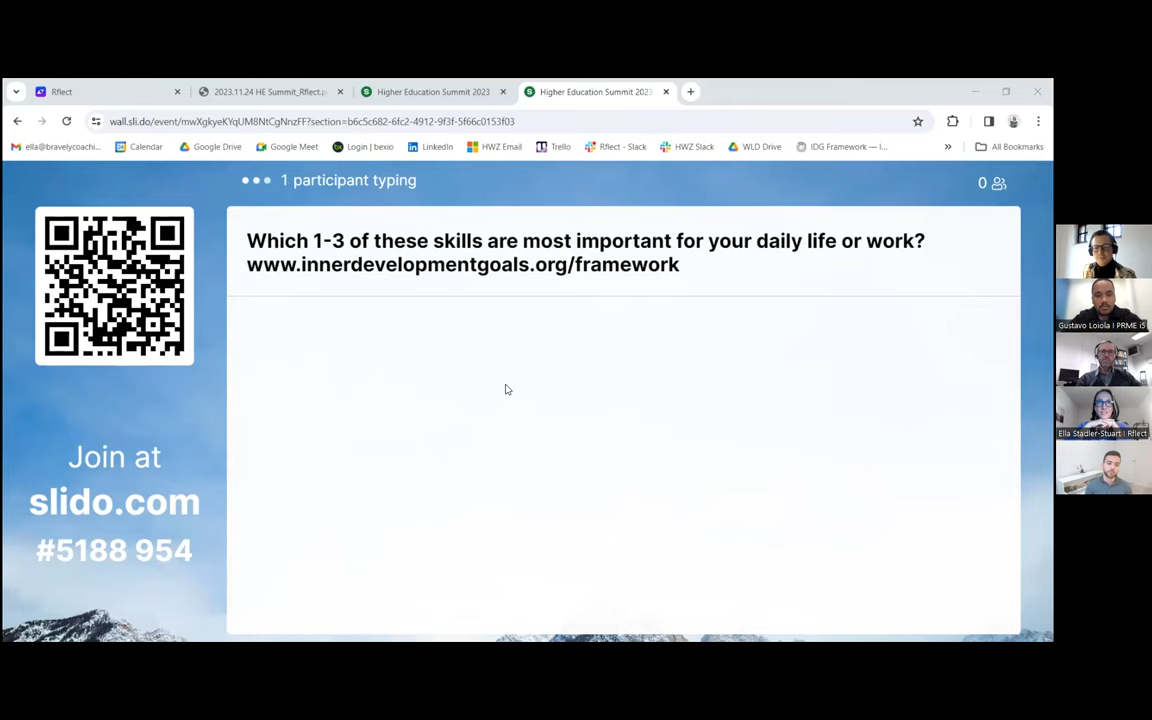 Rflect
2023.11.24 HE Summit_Rflect.p
Higher Education Summit 2023
Higher Education Summit 2023
wall.sli.do/event/mwXgkyeKYqUM8NtCgNnzFF?section=b6c5c682-6fc2-4912-9f3f-5f66c0153f03
ella@bravelycoachi...
Calendar
Google Drive
Google Meet
Login | bexio
LinkedIn
HWZ Email
Trello
Rflect - Slack
HWZ Slack
WLD Drive
IDG Framework — I...
All Bookmarks
1 participant typing
0
Which 1-3 of these skills are most important for your daily life or work?
www.innerdevelopmentgoals.org/framework
Join at
slido.com
#5188 954
Gustavo Loiola | PRME i5
Ella Stadler-Stuart | Rflect